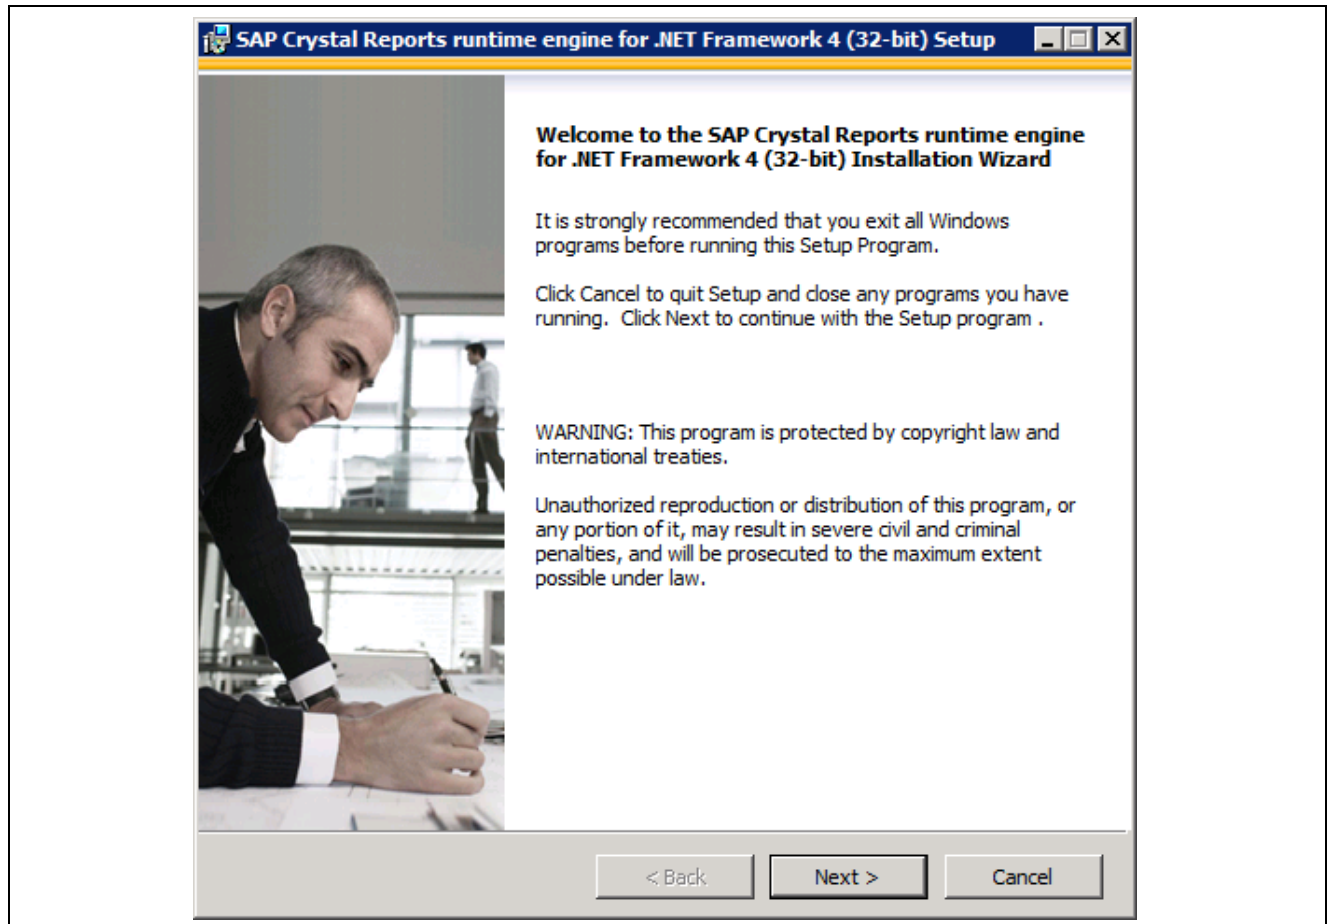 SAP Crystal Reports runtime engine for .NET Framework 4 (32-bit) Setup
Welcome to the SAP Crystal Reports runtime engine
for .NET Framework 4 (32-bit) Installation Wizard
It is strongly recommended that you exit all Windows
programs before running this Setup Program.
Click Cancel to quit Setup and close any programs you have
running.  Click Next to continue with the Setup program .
WARNING: This program is protected by copyright law and
international treaties.
Unauthorized reproduction or distribution of this program, or
any portion of it, may result in severe civil and criminal
penalties, and will be prosecuted to the maximum extent
possible under law.
< Back
Next >
Cancel